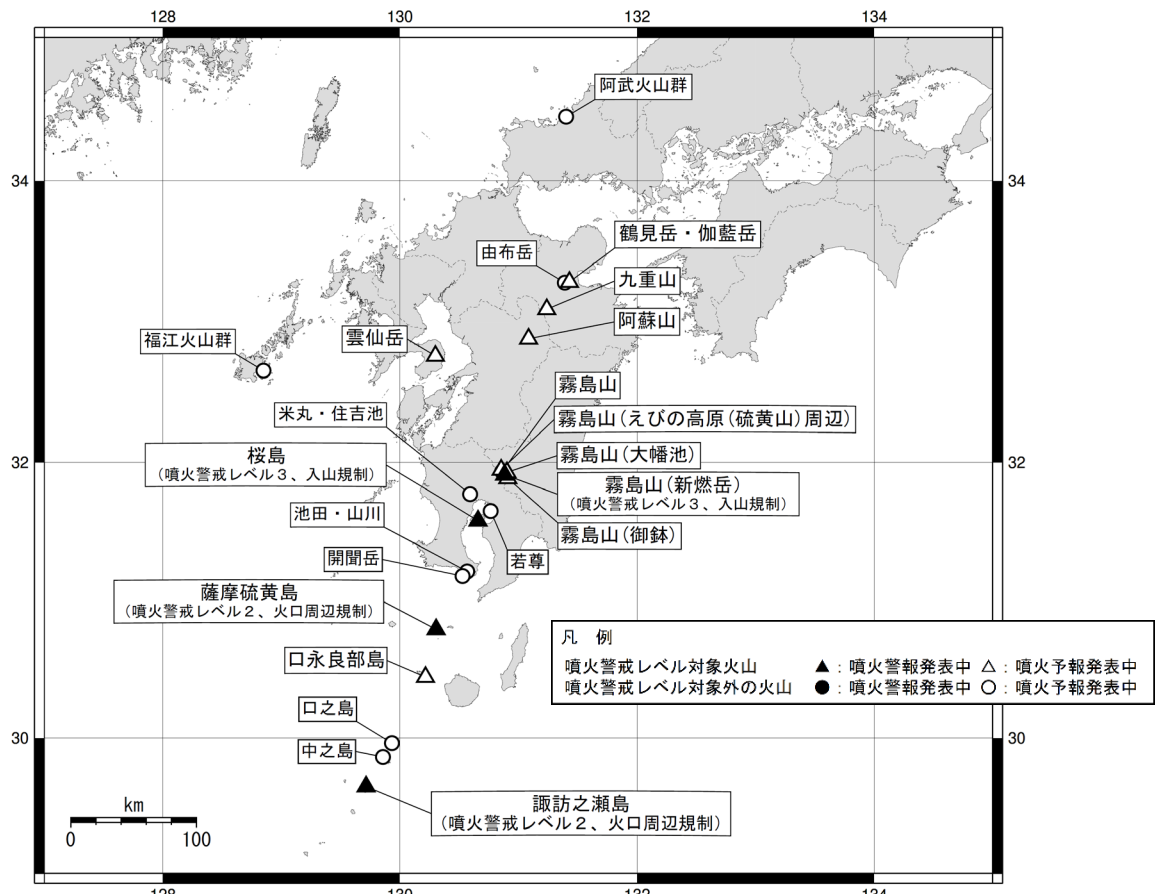 128
130
132
134
阿武火山群
34
34
鶴見岳・伽藍岳
由布岳
九重山
阿蘇山
福江火山群
雲仙岳
霧島山
米丸・住吉池
霧島山(えびの高原(硫黄山)周辺)
桜島
(噴火警戒レベル3、入山規制)
霧島山(大幡池)
32
32
霧島山(新燃岳)
(噴火警戒レベル3、入山規制)
池田・山川
霧島山(御鉢)
開聞岳
若尊
薩摩硫黄島
(噴火警戒レベル2、火口周辺規制)
凡 例
噴火警戒レベル対象火山 ▲:噴火警報発表中 △:噴火予報発表中
噴火警戒レベル対象外の火山 ●:噴火警報発表中 ○:噴火予報発表中
口永良部島
口之島
30
30
中之島
諏訪之瀬島
(噴火警戒レベル2、火口周辺規制)
km
0 100
128
130
132
134